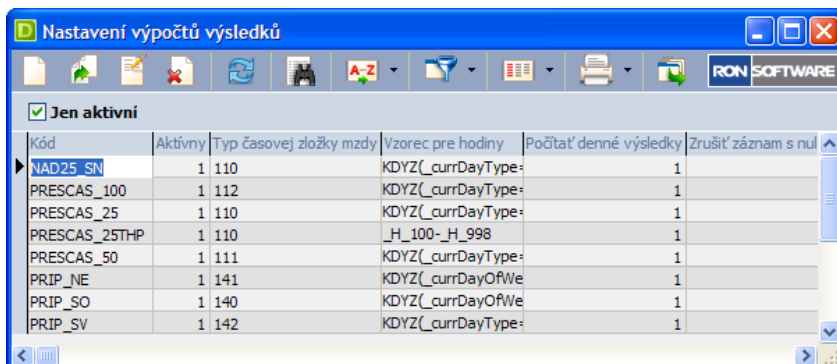 Nastavení výpočtů výsledků
A-Z
RON SOFTWARE
Jen aktivní
Kód Aktívny Typ časovej zložky mzdy Vzorec pre hodiny Počítať denné výsledky Zrušiť záznam s nul
NAD25_SN 1 110 KDYZ(_currDayType= 1
PRESCAS_100 1 112 KDYZ(_currDayType= 1
PRESCAS_25 1 110 KDYZ(_currDayType= 1
PRESCAS_25THP 1 110 _H_100-_H_998 1
PRESCAS_50 1 111 KDYZ(_currDayType= 1
PRIP_NE 1 141 KDYZ(_currDayOfWe 1
PRIP_SO 1 140 KDYZ(_currDayOfWe 1
PRIP_SV 1 142 KDYZ(_currDayType= 1